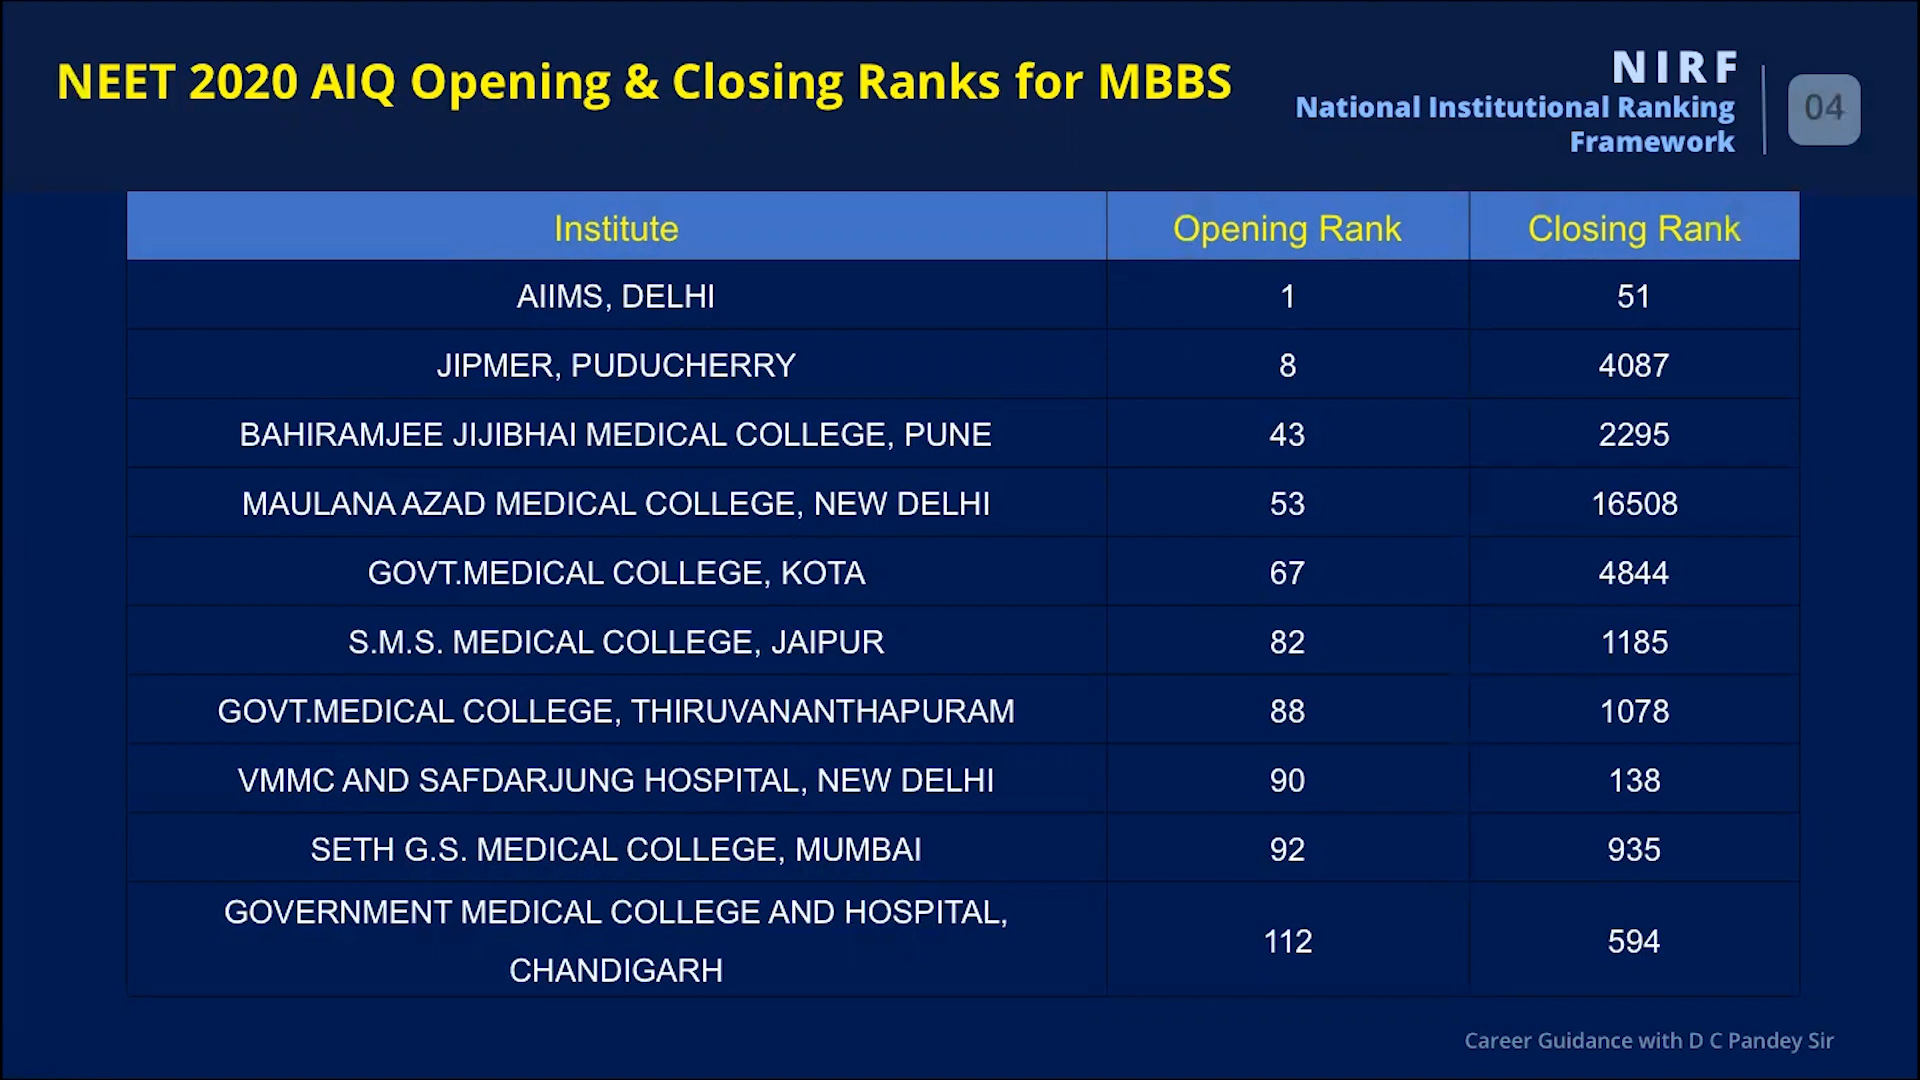 NEET 2020 AIQ Opening & Closing Ranks for MBBS
NIRF
National Institutional Ranking
Framework
04
Institute Opening Rank Closing Rank
AIIMS, DELHI 1 51
JIPMER, PUDUCHERRY 8 4087
BAHIRAMJEE JIJIBHAI MEDICAL COLLEGE, PUNE 43 2295
MAULANA AZAD MEDICAL COLLEGE, NEW DELHI 53 16508
GOVT.MEDICAL COLLEGE, KOTA 67 4844
S.M.S. MEDICAL COLLEGE, JAIPUR 82 1185
GOVT.MEDICAL COLLEGE, THIRUVANANTHAPURAM 88 1078
VMMC AND SAFDARJUNG HOSPITAL, NEW DELHI 90 138
SETH G.S. MEDICAL COLLEGE, MUMBAI 92 935
GOVERNMENT MEDICAL COLLEGE AND HOSPITAL,
CHANDIGARH 112 594
Career Guidance with D C Pandey Sir